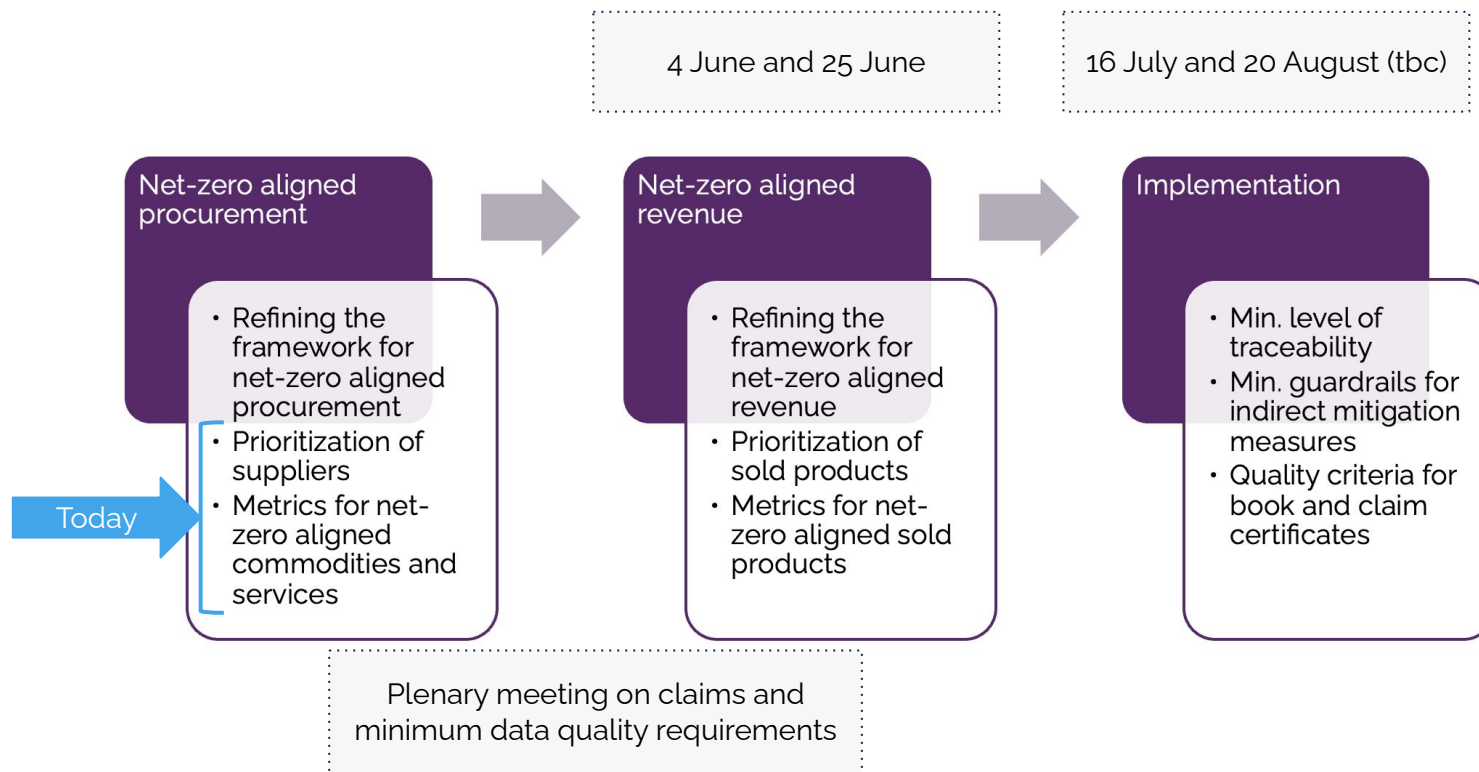 4 June and 25 June
16 July and 20 August (tbc)
Net-zero aligned
procurement
• Refining the
framework for
net-zero aligned
procurement
• Prioritization of
suppliers
• Metrics for net-
zero aligned
commodities and
services
Today
Net-zero aligned
revenue
• Refining the
framework for
net-zero aligned
revenue
• Prioritization of
sold products
• Metrics for net-
zero aligned sold
products
Implementation
• Min. level of
traceability
• Min. guardrails for
indirect mitigation
measures
• Quality criteria for
book and claim
certificates
Plenary meeting on claims and
minimum data quality requirements